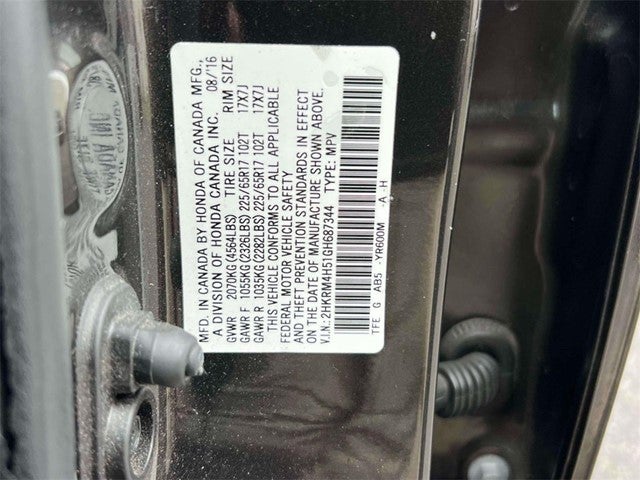 MFD. IN CANADA BY HONDA OF CANADA MFG.,
A DIVISION OF HONDA CANADA INC. 08/16
GVWR 2070KG(4564LBS) TIRE SIZE RIM SIZE
GAWR F 1055KG(2326LBS)225/65R17 102T 17X7J
GAWR R 1035KG(2282LBS)225/65R17 102T 17X7J
THIS VEHICLE CONFORMS TO ALL APPLICABLE
FEDERAL MOTOR VEHICLE SAFETY
AND THEFT PREVENTION STANDARDS IN EFFECT
ON THE DATE OF MANUFACTURE SHOWN ABOVE.
V.I.N.:2HKRM4H51GH687344 TYPE: MPV
TFE G AB5 -YR600M -A -H